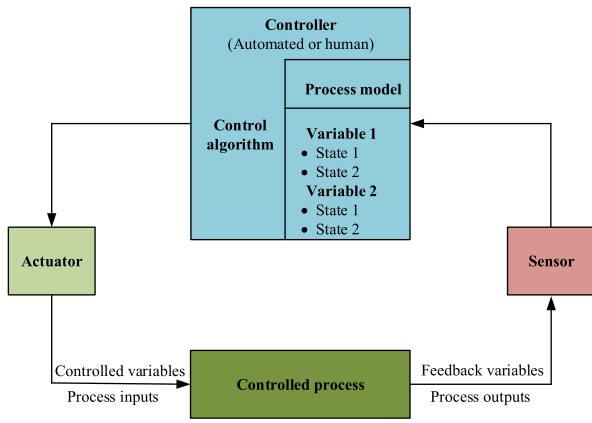 Controller
(Automated or human)
Process model
Control
algorithm
Variable 1
• State 1
• State 2
Variable 2
• State 1
• State 2
Actuator
Sensor
Controlled variables
Process inputs
Controlled process
Feedback variables
Process outputs